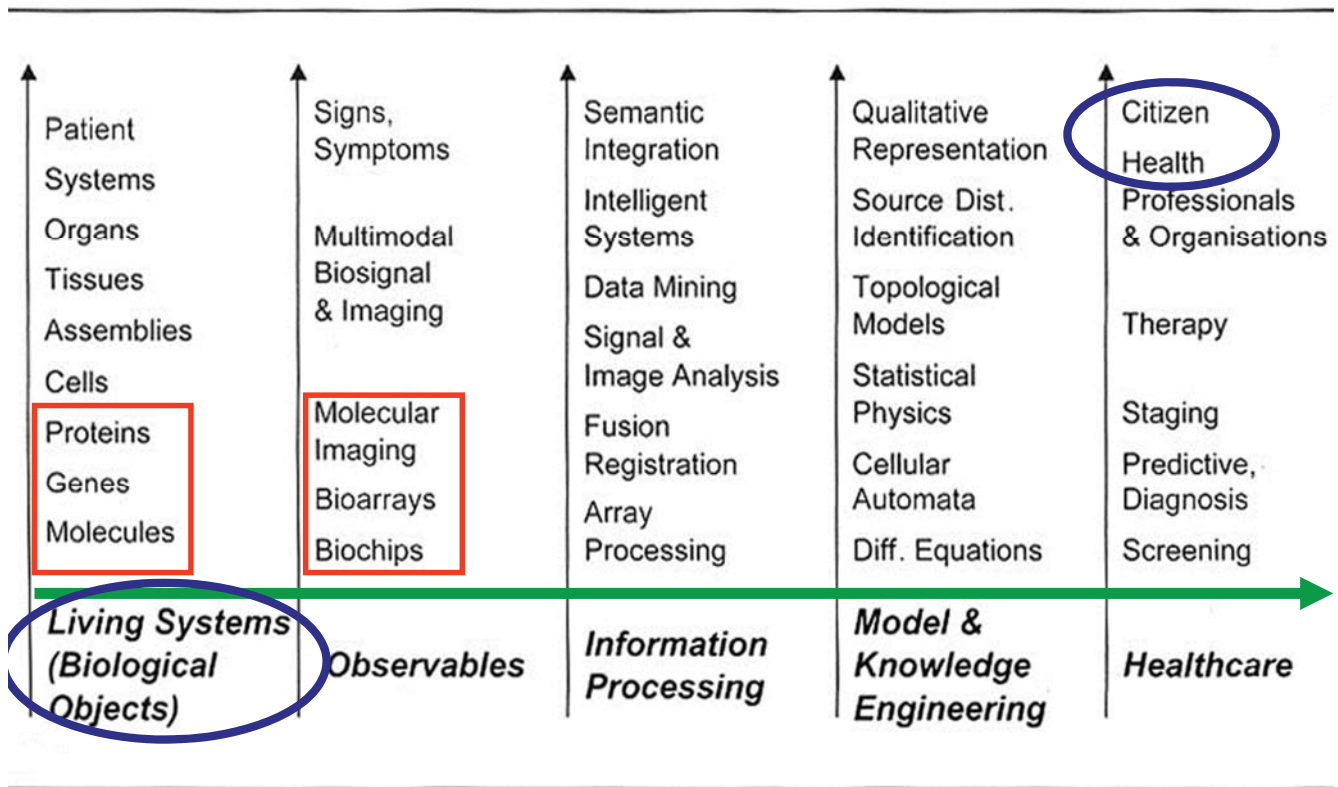 Patient
Systems
Organs
Tissues
Assemblies
Cells
Proteins
Genes
Molecules
Living Systems
(Biological
Objects)
Signs,
Symptoms
Multimodal
Biosignal
& Imaging
Molecular
Imaging
Bioarrays
Biochips
Observables
Semantic
Integration
Intelligent
Systems
Data Mining
Signal &
Image Analysis
Fusion
Registration
Array
Processing
Information
Processing
Qualitative
Representation
Source Dist.
Identification
Topological
Models
Statistical
Physics
Cellular
Automata
Diff. Equations
Model &
Knowledge
Engineering
Citizen
Health
Professionals
& Organisations
Therapy
Staging
Predictive,
Diagnosis
Screening
Healthcare